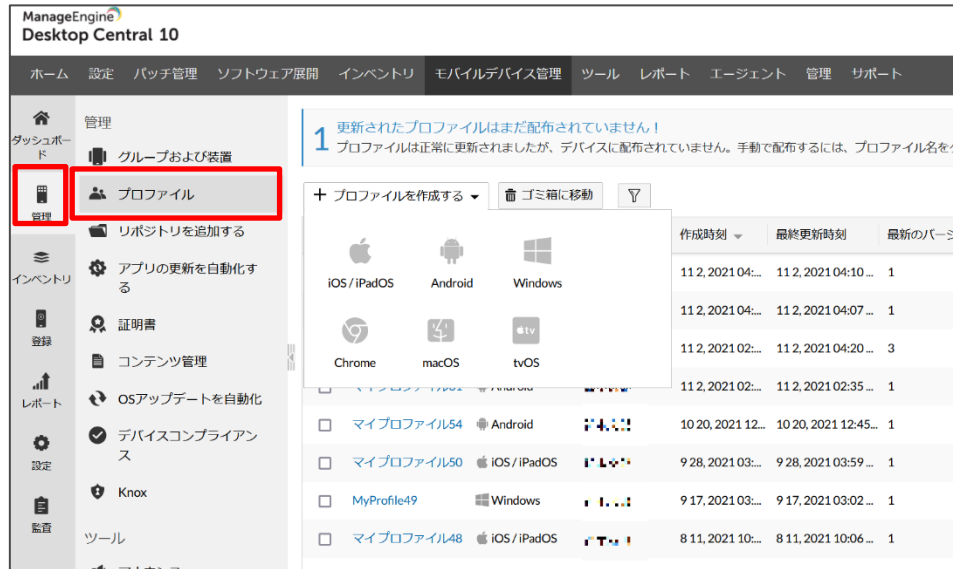 ManageEngine
Desktop Central 10
ホーム 設定 パッチ管理 ソフトウェア展開 インベントリ モバイルデバイス管理 ツール レポート エージェント 管理 サポート
ダッシュボー
ド
管理
インベントリ
登録
レポート
設定
監査
管理
グループおよび装置
プロファイル
リポジトリを追加する
アプリの更新を自動化す
る
証明書
コンテンツ管理
OSアップデートを自動化
デバイスコンプライアン
ス
Knox
ツール
1 更新されたプロファイルはまだ配布されていません！
プロファイルは正常に更新されましたが、デバイスに配布されていません。手動で配布するには、プロファイル名を
+ プロファイルを作成する ゴミ箱に移動
iOS / iPadOS Android Windows
Chrome macOS tvOS
作成時刻 最終更新時刻 最新のバージ
11 2, 2021 04:... 11 2, 2021 04:10 ... 1
11 2, 2021 04:... 11 2, 2021 04:07 ... 1
11 2, 2021 02:... 11 2, 2021 04:20 ... 3
11 2, 2021 02:... 11 2, 2021 02:35 ... 1
マイプロファイル54 Android 10 20, 2021 12... 10 20, 2021 12:45... 1
マイプロファイル50 iOS / iPadOS 9 28, 2021 03:... 9 28, 2021 03:59 ... 1
MyProfile49 Windows 9 17, 2021 03:... 9 17, 2021 03:02 ... 1
マイプロファイル48 iOS / iPadOS 8 11, 2021 10:... 8 11, 2021 10:06 ... 1